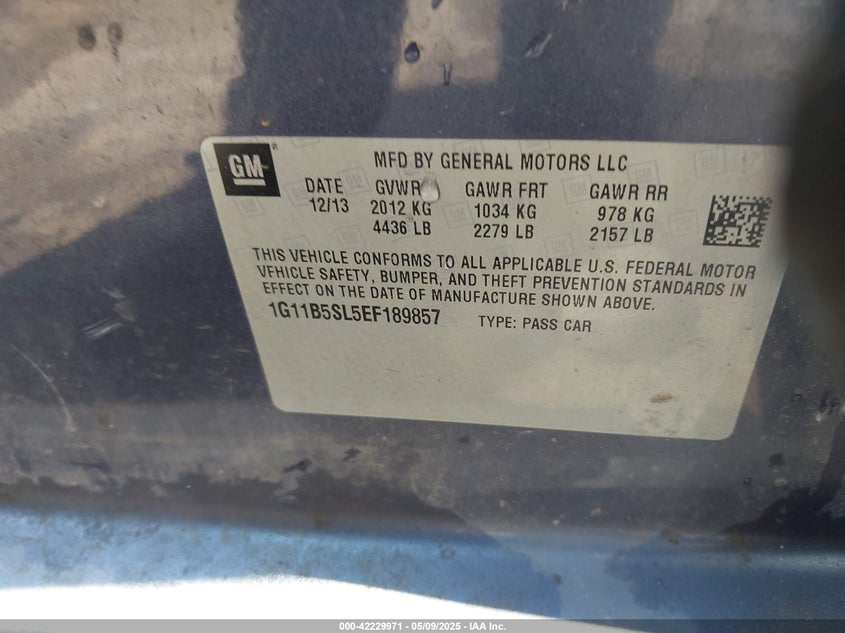 GM
MFD BY GENERAL MOTORS LLC
DATE GVWR GAWR FRT GAWR RR
12/13 2012 KG 1034 KG 978 KG
4436 LB 2279 LB 2157 LB
THIS VEHICLE CONFORMS TO ALL APPLICABLE U.S. FEDERAL MOTOR
VEHICLE SAFETY, BUMPER, AND THEFT PREVENTION STANDARDS IN
EFFECT ON THE DATE OF MANUFACTURE SHOWN ABOVE.
1G11B5SL5EF189857 TYPE: PASS CAR
000-42229971 - 05/09/2025 - IAA Inc.